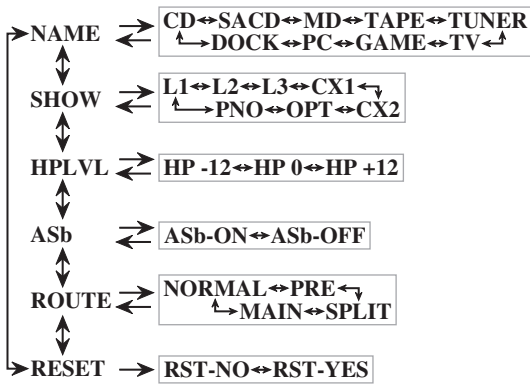 NAME
CD↔SACD↔MD↔TAPE↔TUNER
DOCK↔PC↔GAME↔TV
SHOW
L1↔L2↔L3↔CX1
PNO↔OPT↔CX2
HPLVL
HP -12↔HP 0↔HP +12
ASb
ASb-ON↔ASb-OFF
ROUTE
NORMAL↔PRE
MAIN↔SPLIT
RESET
RST-NO↔RST-YES